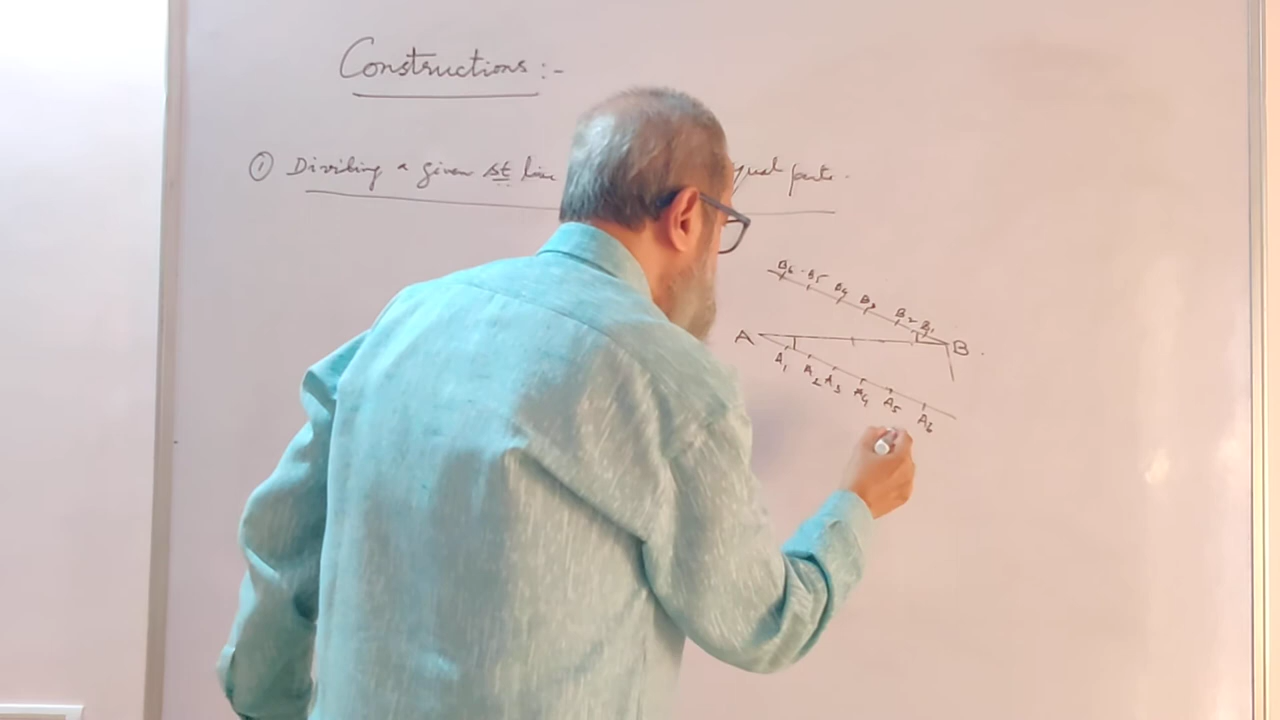 Constructions :-
① Dividing a given st line qual parts.
B6 B5 B4 B3 B2 B1
A B
A1 A2 A3 A4 A5 A6